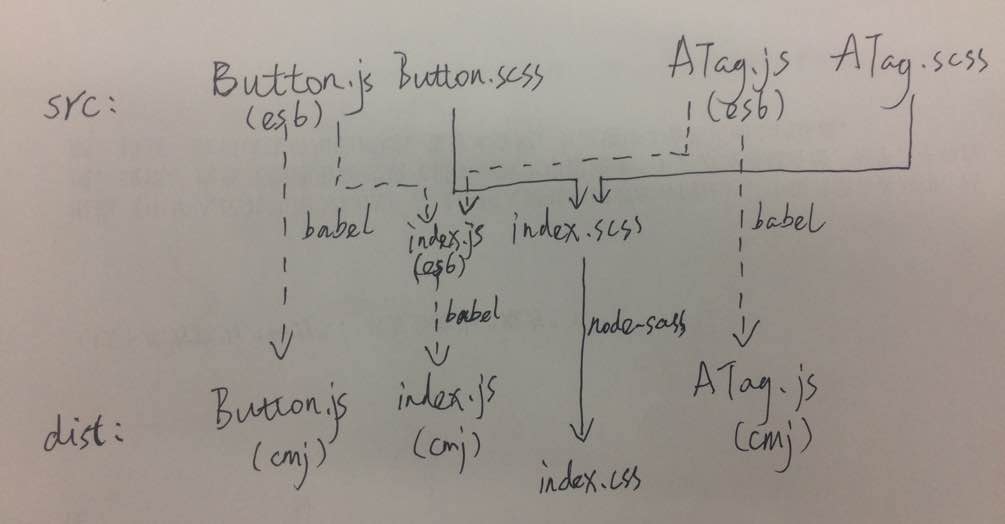 src: Button.js Button.scss ATag.js ATag.scss
(es6) (es6)
babel index.js index.scss babel
(es6)
babel node-sass
dist: Button.js index.js ATag.js
(cmj) (cmj) (cmj)
index.css